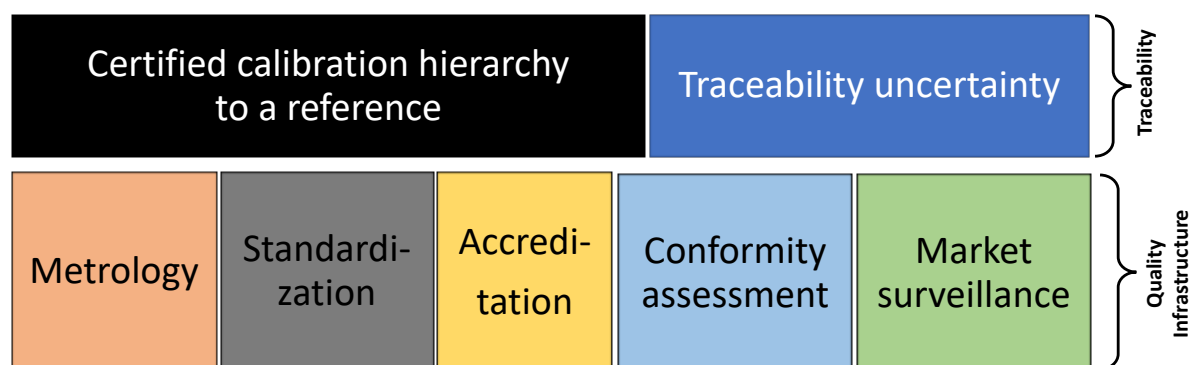 Certified calibration hierarchy
to a reference
Traceability uncertainty
Traceability
Metrology
Standardi-
zation
Accredi-
tation
Conformity
assessment
Market
surveillance
Quality
Infrastructure